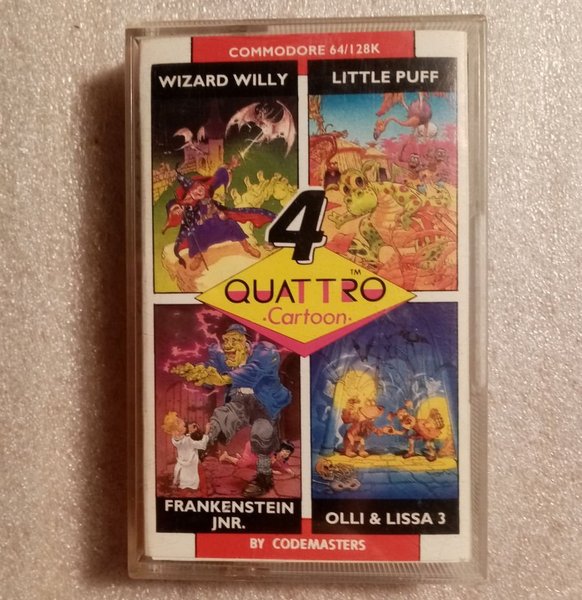 COMMODORE 64/128K
WIZARD WILLY
LITTLE PUFF
4
QUATTRO™
·Cartoon·
FRANKENSTEIN
JNR.
OLLI & LISSA 3
BY CODEMASTERS